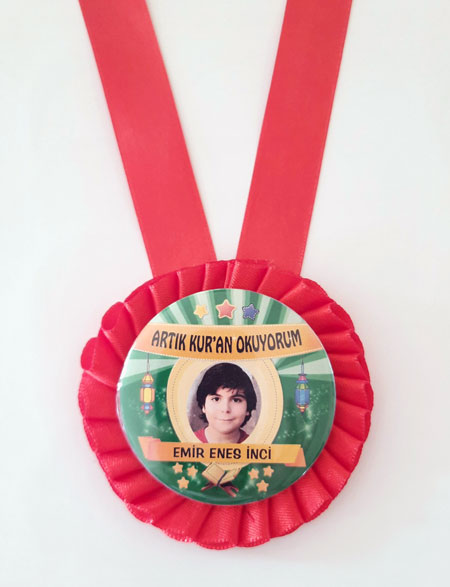 ARTIK KUR'AN OKUYORUM
EMİR ENES İNCİ